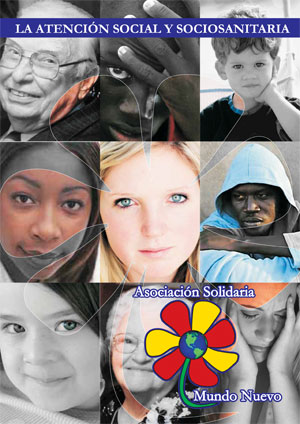 LA ATENCIÓN SOCIAL Y SOCIOSANITARIA
Asociación Solidaria
Mundo Nuevo